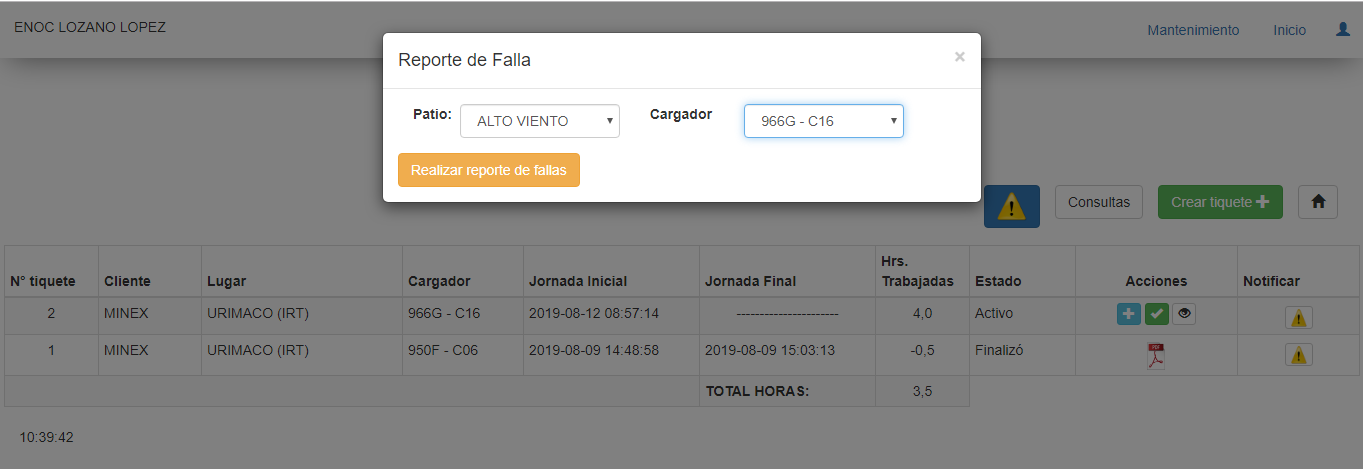 ENOC LOZANO LOPEZ
Mantenimiento Inicio
Reporte de Falla ×
Patio: ALTO VIENTO Cargador 966G - C16
Realizar reporte de fallas
Consultas Crear tiquete
N° tiquete Cliente Lugar Cargador Jornada Inicial Jornada Final Hrs. Trabajadas Estado Acciones Notificar
2 MINEX URIMACO (IRT) 966G - C16 2019-08-12 08:57:14 ---------------------- 4,0 Activo
1 MINEX URIMACO (IRT) 950F - C06 2019-08-09 14:48:58 2019-08-09 15:03:13 -0,5 Finalizó PDF
TOTAL HORAS: 3,5
10:39:42